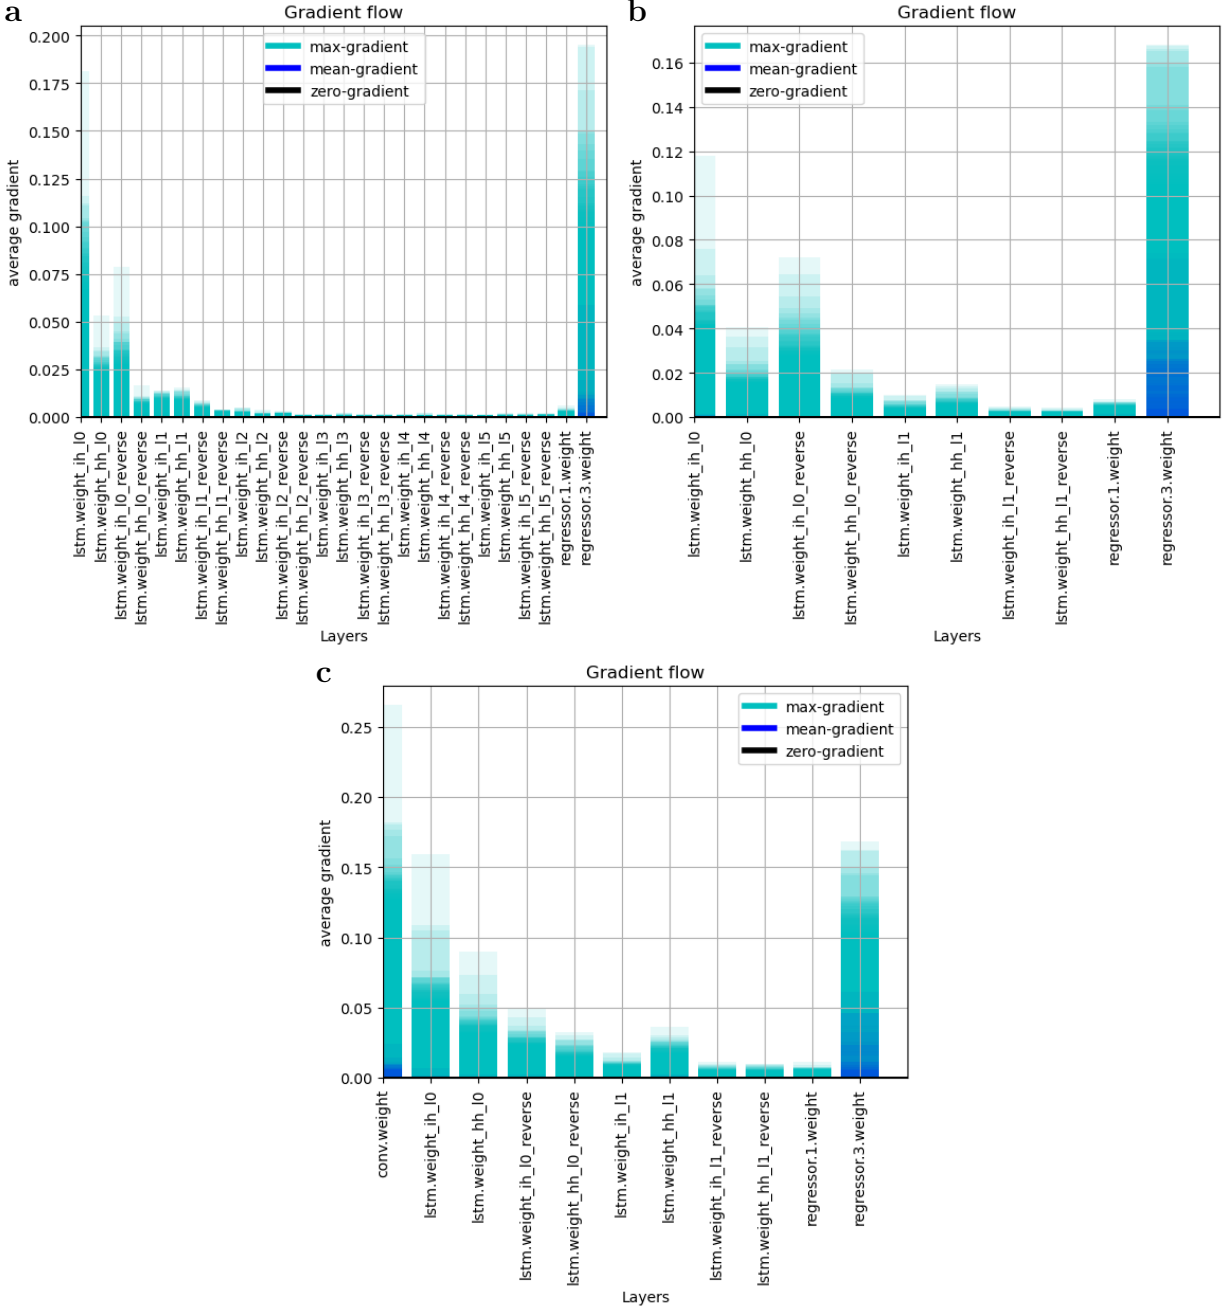 a
Gradient flow
max-gradient
mean-gradient
zero-gradient
average gradient
0.200
0.175
0.150
0.125
0.100
0.075
0.050
0.025
0.000
lstm.weight_ih_l0
lstm.weight_hh_l0
lstm.weight_ih_l0_reverse
lstm.weight_hh_l0_reverse
lstm.weight_ih_l1
lstm.weight_hh_l1
lstm.weight_ih_l1_reverse
lstm.weight_hh_l1_reverse
lstm.weight_ih_l2
lstm.weight_hh_l2
lstm.weight_ih_l2_reverse
lstm.weight_hh_l2_reverse
lstm.weight_ih_l3
lstm.weight_hh_l3
lstm.weight_ih_l3_reverse
lstm.weight_hh_l3_reverse
lstm.weight_ih_l4
lstm.weight_hh_l4
lstm.weight_ih_l4_reverse
lstm.weight_hh_l4_reverse
lstm.weight_ih_l5
lstm.weight_hh_l5
lstm.weight_ih_l5_reverse
lstm.weight_hh_l5_reverse
regressor.1.weight
regressor.3.weight
Layers
b
Gradient flow
max-gradient
mean-gradient
zero-gradient
average gradient
0.16
0.14
0.12
0.10
0.08
0.06
0.04
0.02
0.00
lstm.weight_ih_l0
lstm.weight_hh_l0
lstm.weight_ih_l0_reverse
lstm.weight_hh_l0_reverse
lstm.weight_ih_l1
lstm.weight_hh_l1
lstm.weight_ih_l1_reverse
lstm.weight_hh_l1_reverse
regressor.1.weight
regressor.3.weight
Layers
c
Gradient flow
max-gradient
mean-gradient
zero-gradient
average gradient
0.25
0.20
0.15
0.10
0.05
0.00
conv.weight
lstm.weight_ih_l0
lstm.weight_hh_l0
lstm.weight_ih_l0_reverse
lstm.weight_hh_l0_reverse
lstm.weight_ih_l1
lstm.weight_hh_l1
lstm.weight_ih_l1_reverse
lstm.weight_hh_l1_reverse
regressor.1.weight
regressor.3.weight
Layers